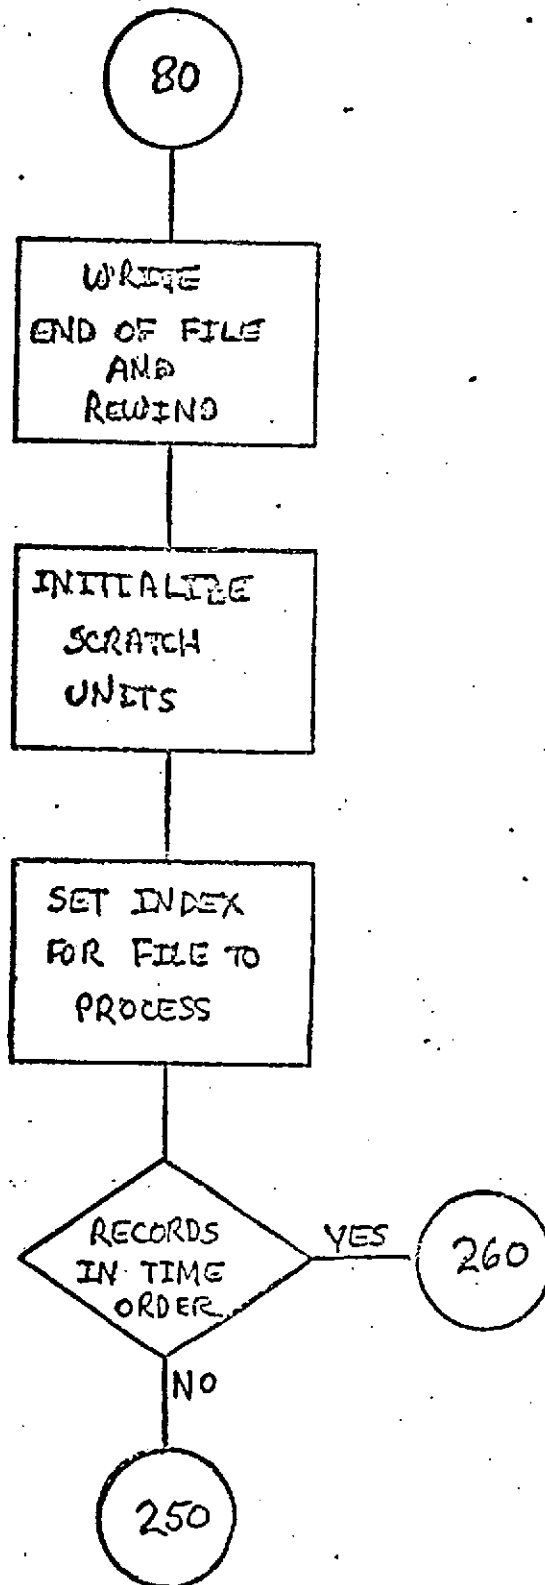 80
WRITE
END OF FILE
AND
REWIND
INITIALIZE
SCRATCH
UNITS
SET INDEX
FOR FILE TO
PROCESS
RECORDS
IN TIME
ORDER
YES
260
NO
250